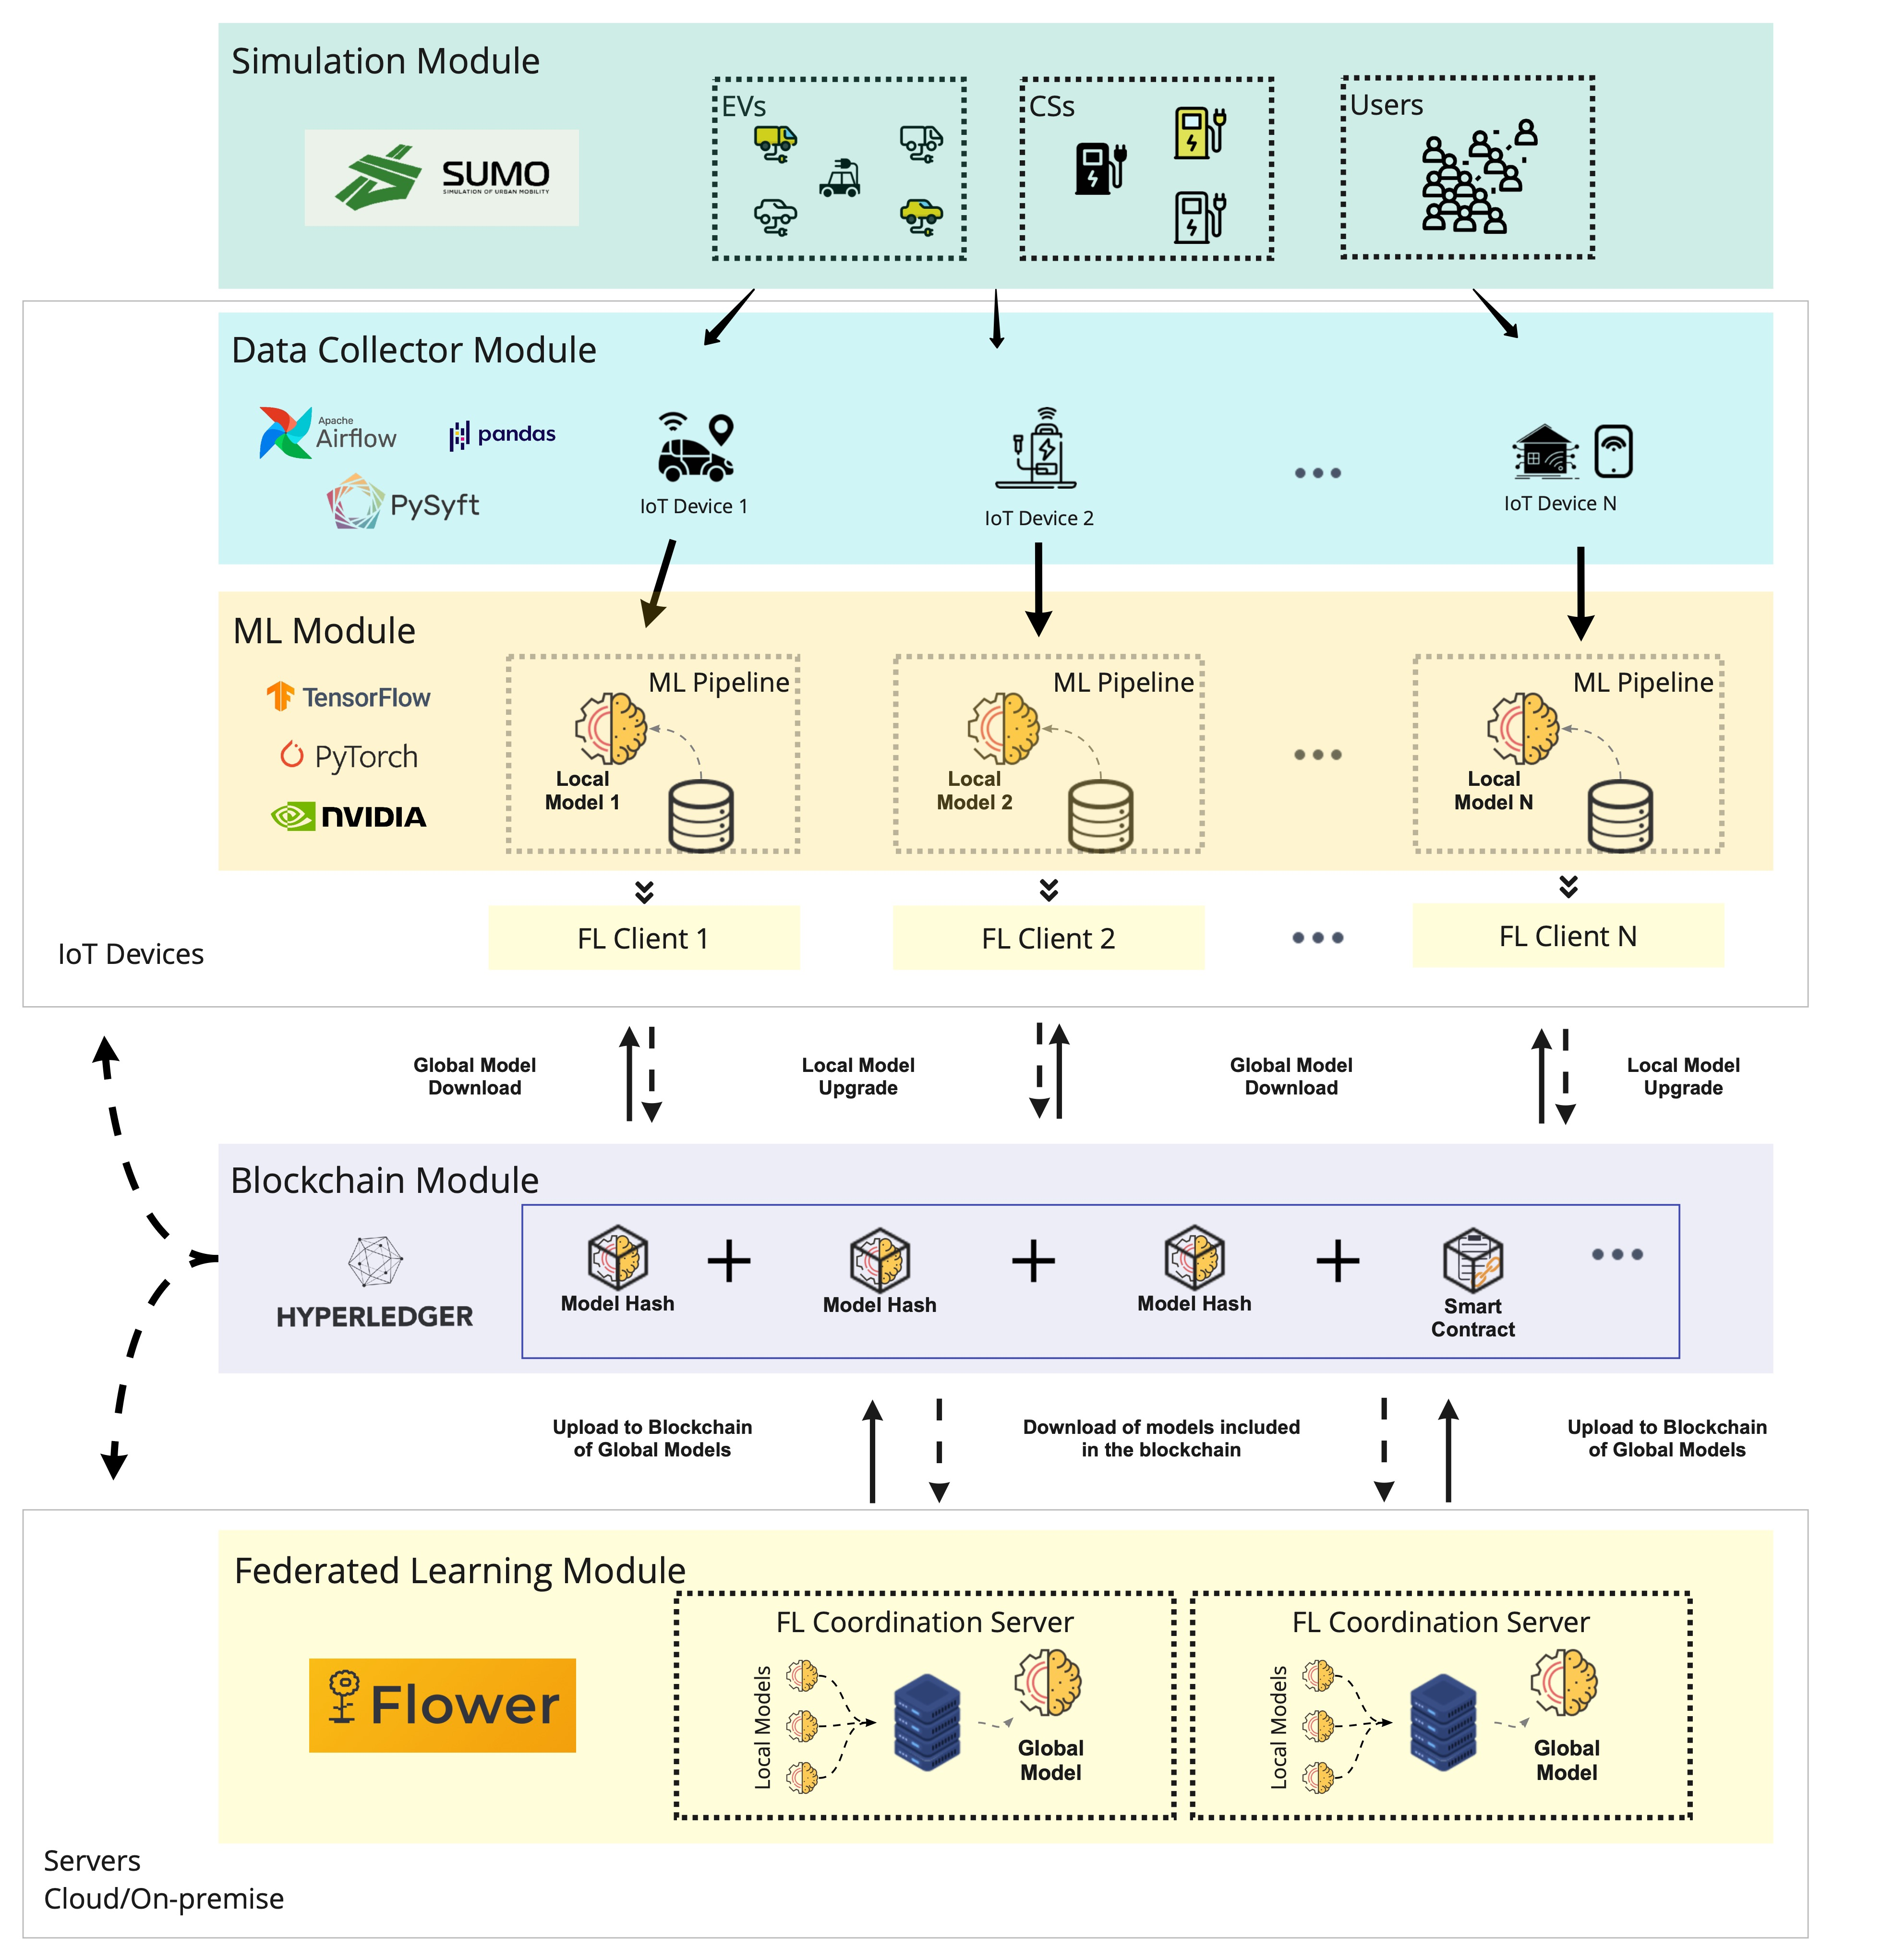 Simulation Module
SUMO
SIMULATION OF URBAN MOBILITY
EVs
CSs
Users
Data Collector Module
Apache
Airflow
pandas
PySyft
IoT Device 1
IoT Device 2
IoT Device N
ML Module
TensorFlow
PyTorch
NVIDIA
ML Pipeline
Local
Model 1
ML Pipeline
Local
Model 2
ML Pipeline
Local
Model N
FL Client 1
FL Client 2
FL Client N
IoT Devices
Global Model
Download
Local Model
Upgrade
Global Model
Download
Local Model
Upgrade
Blockchain Module
HYPERLEDGER
Model Hash
Model Hash
Model Hash
Smart
Contract
Upload to Blockchain
of Global Models
Download of models included
in the blockchain
Upload to Blockchain
of Global Models
Federated Learning Module
Flower
FL Coordination Server
Local Models
Global
Model
FL Coordination Server
Local Models
Global
Model
Servers
Cloud/On-premise